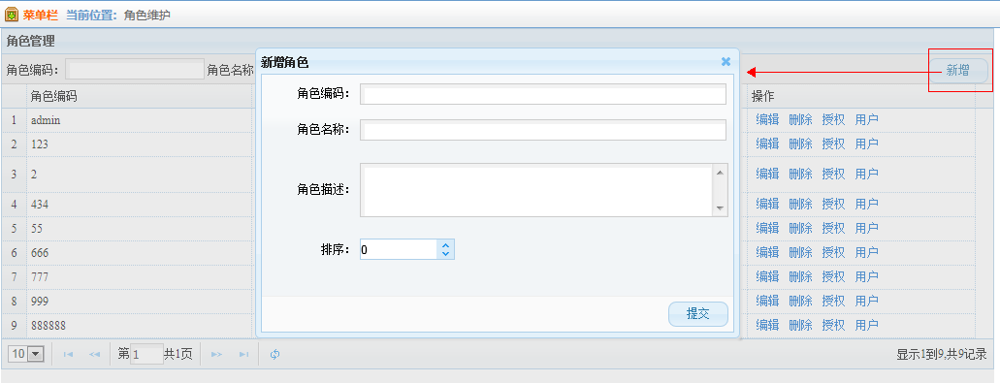 菜单栏 当前位置：角色维护
角色管理
角色编码： 角色名称 新增
新增角色
角色编码：
角色名称：
角色描述：
排序： 0
提交
角色编码 操作
1 admin 编辑 删除 授权 用户
2 123 编辑 删除 授权 用户
3 2 编辑 删除 授权 用户
4 434 编辑 删除 授权 用户
5 55 编辑 删除 授权 用户
6 666 编辑 删除 授权 用户
7 777 编辑 删除 授权 用户
8 999 编辑 删除 授权 用户
9 888888 编辑 删除 授权 用户
10 第 1 共1页 显示1到9,共9记录